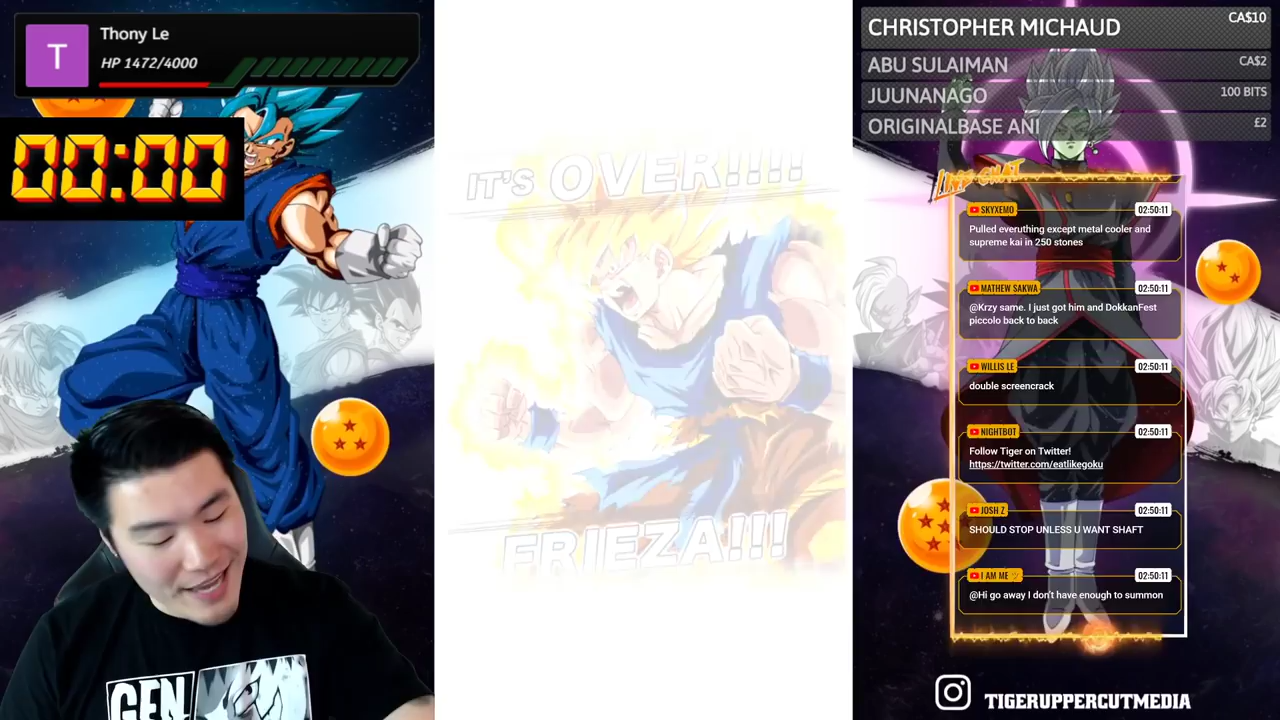 T
Thony Le
HP 1472/4000
00:00
IT'S OVER!!!!
FRIEZA!!!
GEN
CHRISTOPHER MICHAUD CA$10
ABU SULAIMAN CA$2
JUUNANAGO 100 BITS
ORIGINALBASE ANI £2
LIVE CHAT
SKYXEMO 02:50:11
Pulled everuthing except metal cooler and
supreme kai in 250 stones
MATHEW SAKWA 02:50:11
@Krzy same. I just got him and DokkanFest
piccolo back to back
WILLIS LE 02:50:11
double screencrack
NIGHTBOT 02:50:11
Follow Tiger on Twitter!
https://twitter.com/eatlikegoku
JOSH Z 02:50:11
SHOULD STOP UNLESS U WANT SHAFT
I AM ME 02:50:11
@Hi go away I don't have enough to summon
TIGERUPPERCUTMEDIA